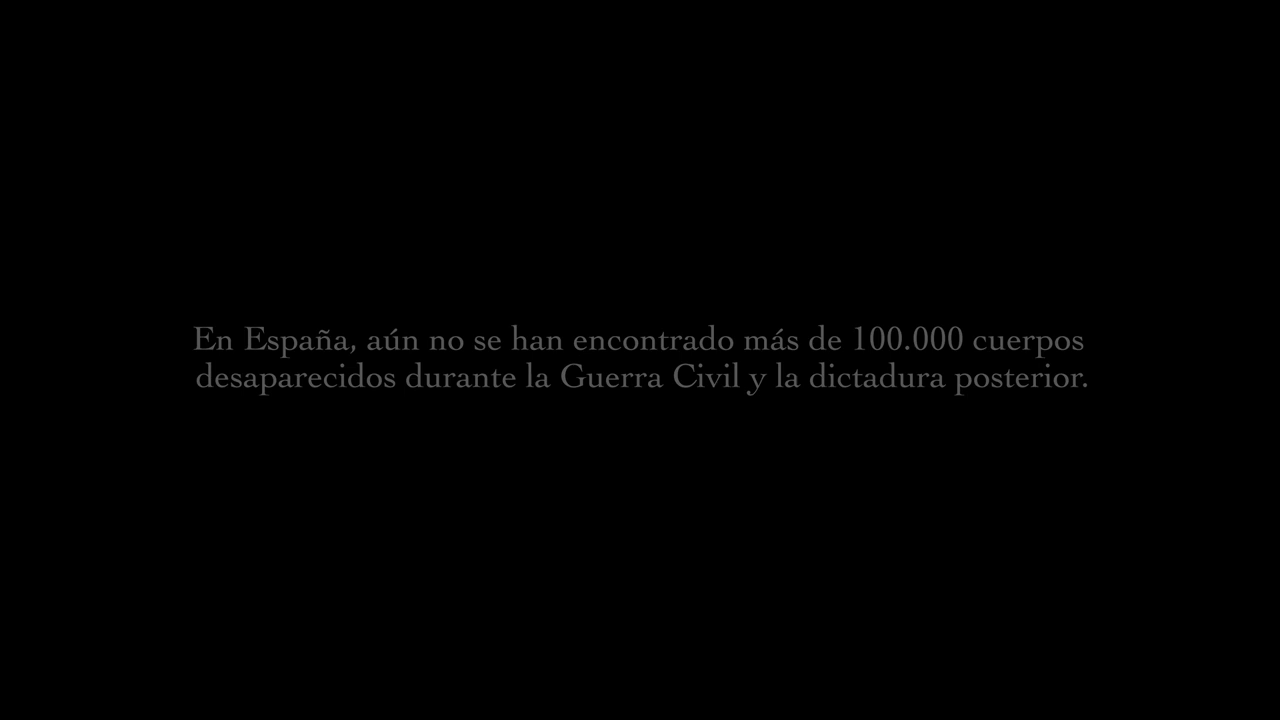 En España, aún no se han encontrado más de 100.000 cuerpos
desaparecidos durante la Guerra Civil y la dictadura posterior.